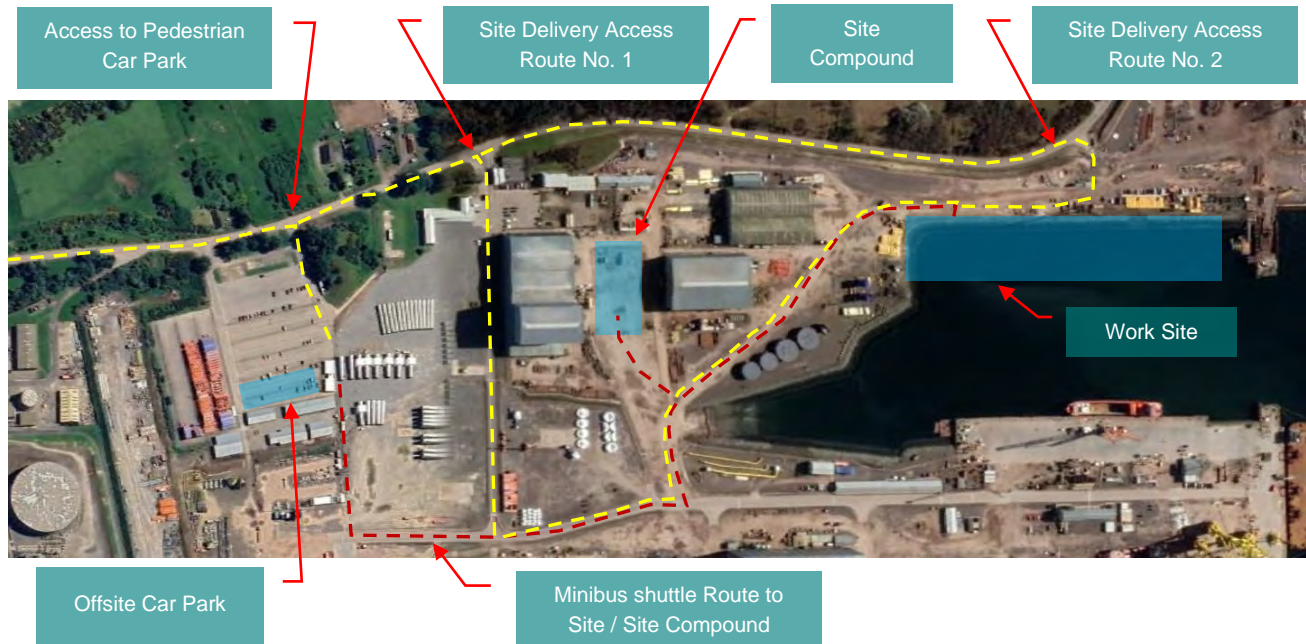 Access to Pedestrian
Car Park
Site Delivery Access
Route No. 1
Site
Compound
Site Delivery Access
Route No. 2
Work Site
Offsite Car Park
Minibus shuttle Route to
Site / Site Compound